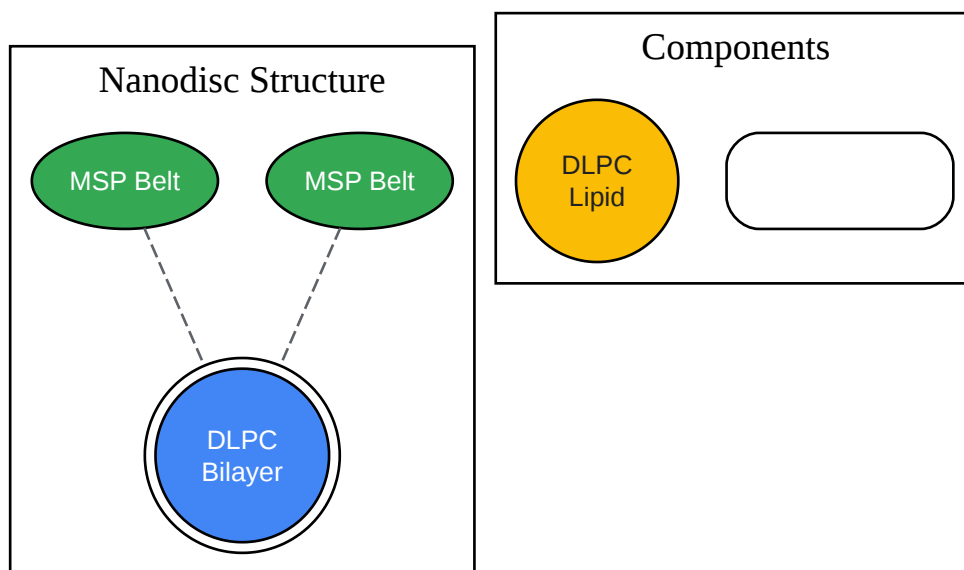 Nanodisc Structure
MSP Belt
MSP Belt
DLPC
Bilayer
Components
DLPC
Lipid